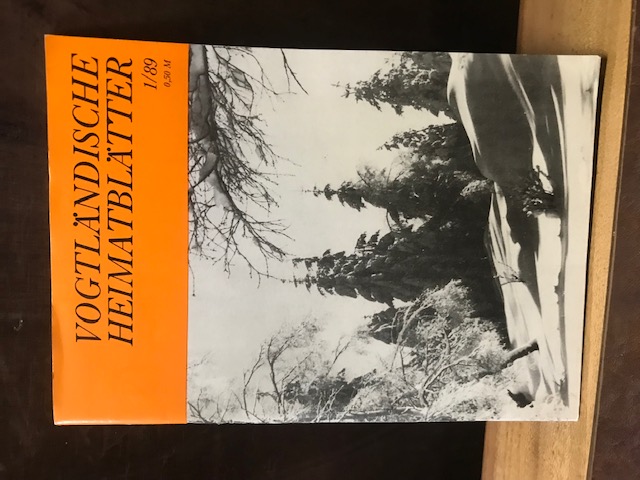 VOGTLÄNDISCHE
HEIMATBLÄTTER
1/89
0,50 M